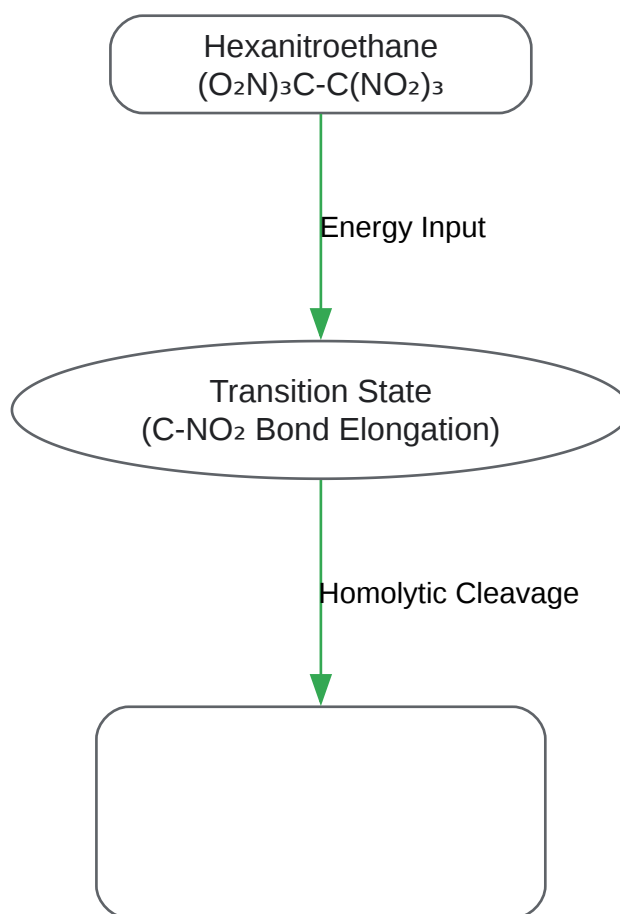 Hexanitroethane
(O₂N)₃C-C(NO₂)₃
Energy Input
Transition State
(C-NO₂ Bond Elongation)
Homolytic Cleavage